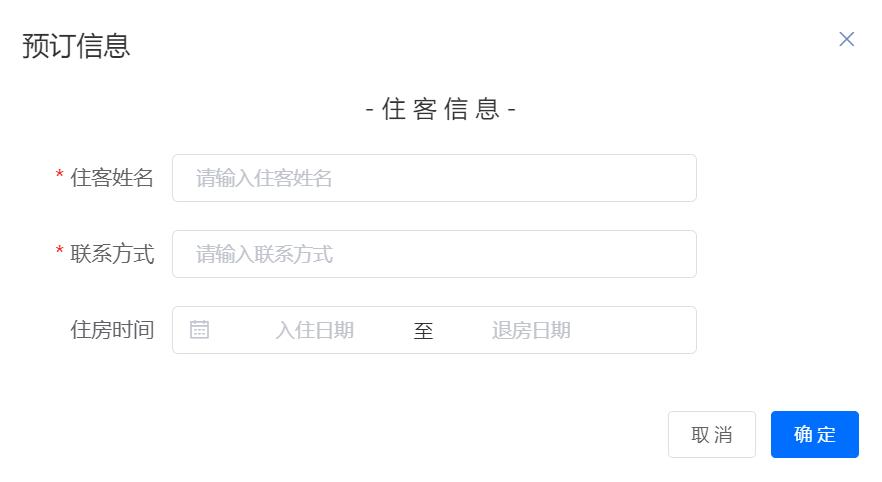 预订信息
- 住 客 信 息 -
* 住客姓名 请输入住客姓名
* 联系方式 请输入联系方式
住房时间 入住日期 至 退房日期
取消 确定